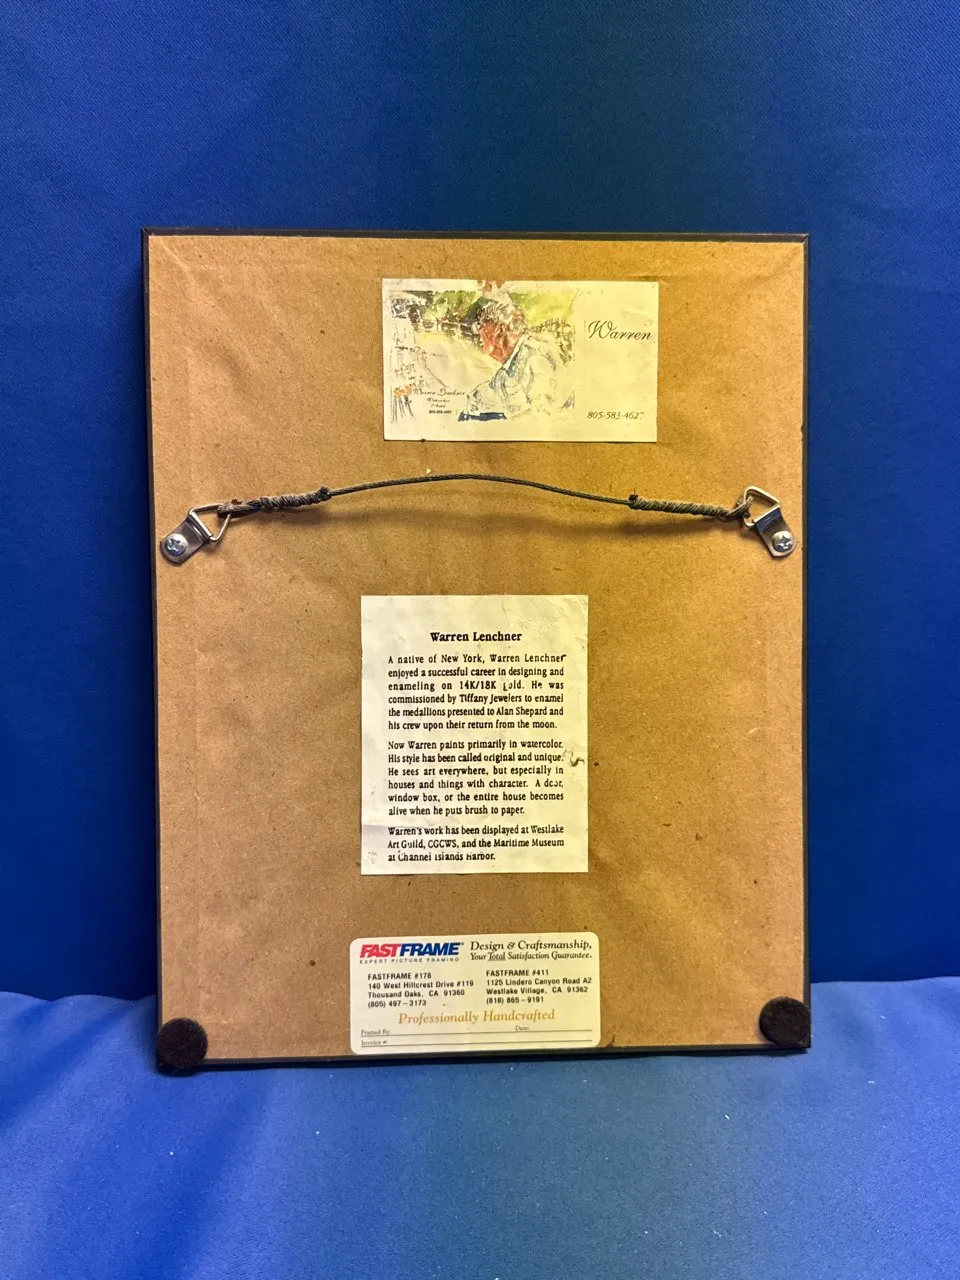 Warren
Warren Lenchner
805-583-4627
Warren Lenchner
A native of New York, Warren Lenchner
enjoyed a successful career in designing and
enameling on 14K/18K gold. He was
commissioned by Tiffany Jewelers to enamel
the medallions presented to Alan Shepard and
his crew upon their return from the moon.
Now Warren paints primarily in watercolor.
His style has been called original and unique.
He sees art everywhere, but especially in
houses and things with character. A door,
window box, or the entire house becomes
alive when he puts brush to paper.
Warren's work has been displayed at Westlake
Art Guild, CGCWS, and the Maritime Museum
at Channel Islands Harbor.
FASTFRAME®
EXPERT PICTURE FRAMING
Design & Craftsmanship,
Your Total Satisfaction Guarantee.
FASTFRAME #178
140 West Hillcrest Drive #119
Thousand Oaks, CA 91360
(805) 497-3173
FASTFRAME #411
1125 Lindero Canyon Road A2
Westlake Village, CA 91362
(818) 865-9191
Professionally Handcrafted
Framed By: Date:
Invoice #: